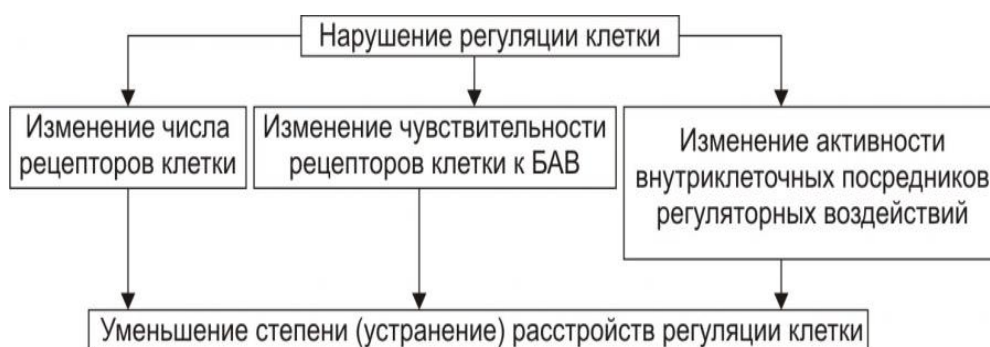 Нарушение регуляции клетки
Изменение числа
рецепторов клетки
Изменение чувствительности
рецепторов клетки к БАВ
Изменение активности
внутриклеточных посредников
регуляторных воздействий
Уменьшение степени (устранение) расстройств регуляции клетки